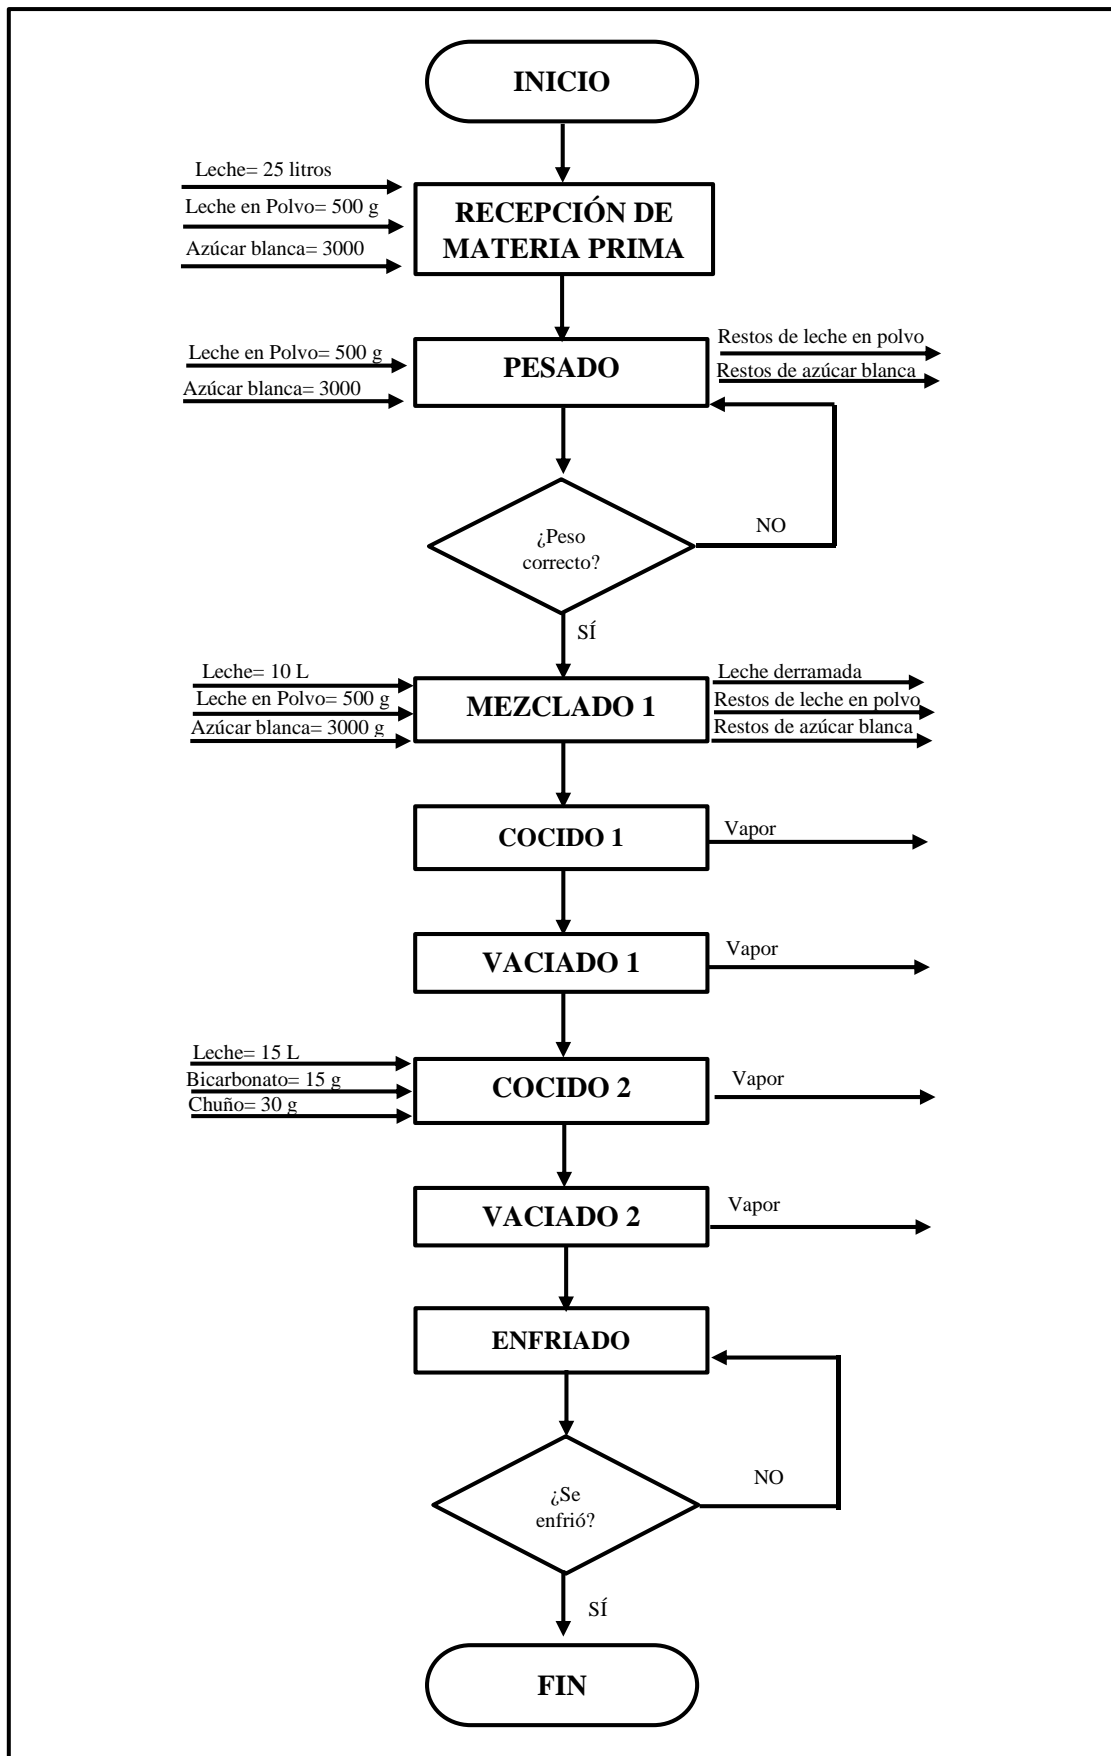 INICIO
Leche= 25 litros
Leche en Polvo= 500 g
Azúcar blanca= 3000
RECEPCIÓN DE
MATERIA PRIMA
Leche en Polvo= 500 g
Azúcar blanca= 3000
PESADO
Restos de leche en polvo
Restos de azúcar blanca
¿Peso
correcto?
NO
SÍ
Leche= 10 L
Leche en Polvo= 500 g
Azúcar blanca= 3000 g
MEZCLADO 1
Leche derramada
Restos de leche en polvo
Restos de azúcar blanca
COCIDO 1
Vapor
VACIADO 1
Vapor
Leche= 15 L
Bicarbonato= 15 g
Chuño= 30 g
COCIDO 2
Vapor
VACIADO 2
Vapor
ENFRIADO
¿Se
enfrió?
NO
SÍ
FIN